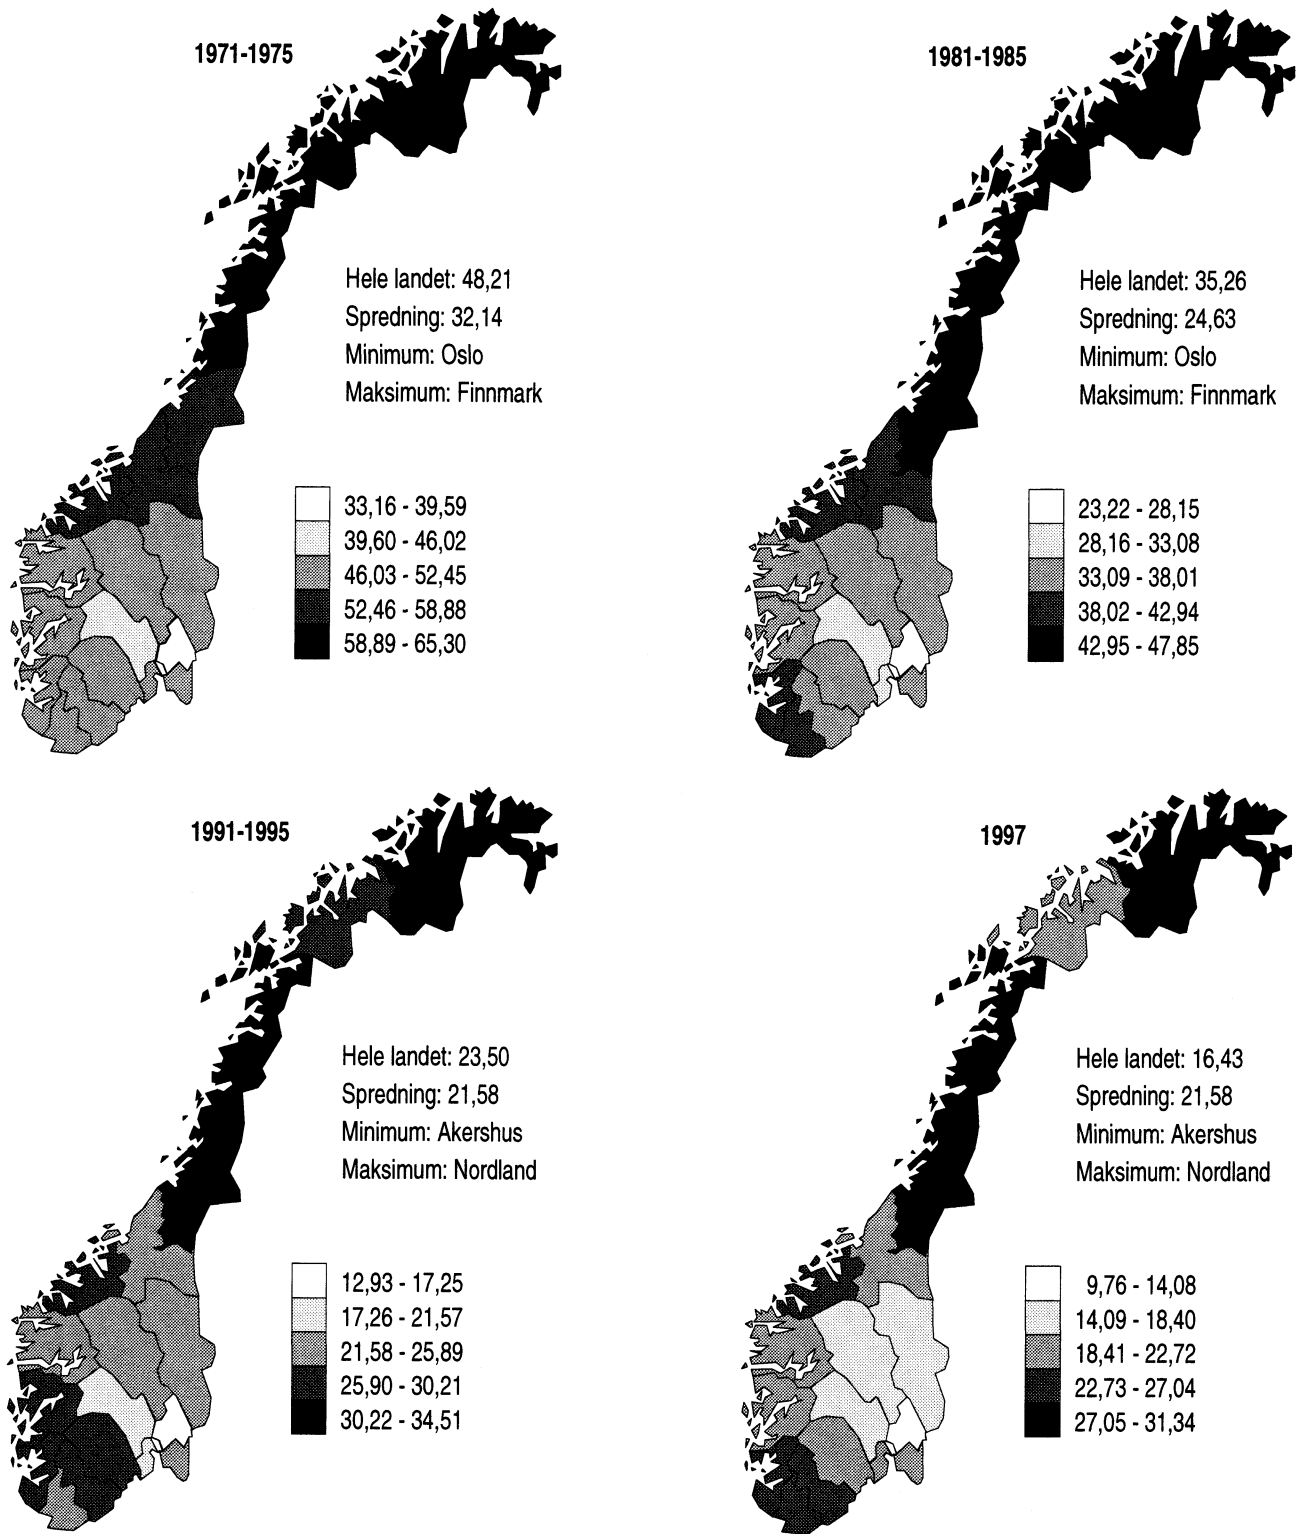 1971-1975
Hele landet: 48,21
Spredning: 32,14
Minimum: Oslo
Maksimum: Finnmark
33,16 - 39,59
39,60 - 46,02
46,03 - 52,45
52,46 - 58,88
58,89 - 65,30
1981-1985
Hele landet: 35,26
Spredning: 24,63
Minimum: Oslo
Maksimum: Finnmark
23,22 - 28,15
28,16 - 33,08
33,09 - 38,01
38,02 - 42,94
42,95 - 47,85
1991-1995
Hele landet: 23,50
Spredning: 21,58
Minimum: Akershus
Maksimum: Nordland
12,93 - 17,25
17,26 - 21,57
21,58 - 25,89
25,90 - 30,21
30,22 - 34,51
1997
Hele landet: 16,43
Spredning: 21,58
Minimum: Akershus
Maksimum: Nordland
9,76 - 14,08
14,09 - 18,40
18,41 - 22,72
22,73 - 27,04
27,05 - 31,34